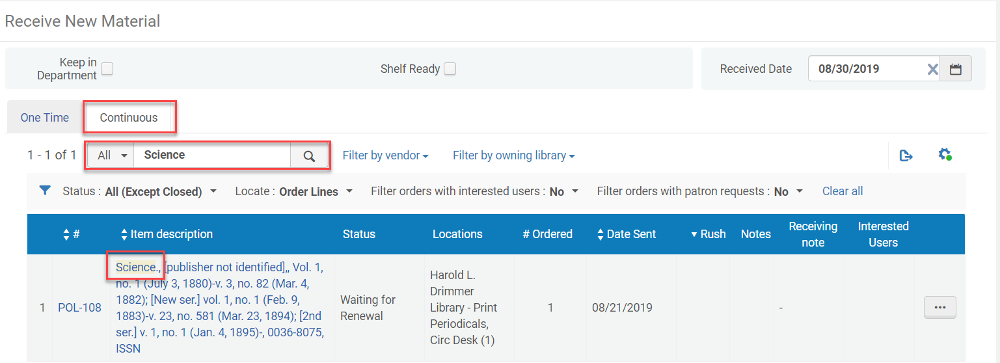 Receive New Material
Keep in
Department
Shelf Ready
Received Date
08/30/2019
One Time
Continuous
1 - 1 of 1
All
Science
Filter by vendor
Filter by owning library
Status : All (Except Closed)
Locate : Order Lines
Filter orders with interested users : No
Filter orders with patron requests : No
Clear all
#
Item description
Status
Locations
# Ordered
Date Sent
Rush
Notes
Receiving
note
Interested
Users
1
POL-108
Science., [publisher not identified],, Vol. 1,
no. 1 (July 3, 1880)-v. 3, no. 82 (Mar. 4,
1882); [New ser.] vol. 1, no. 1 (Feb. 9,
1883)-v. 23, no. 581 (Mar. 23, 1894); [2nd
ser.] v. 1, no. 1 (Jan. 4, 1895)-, 0036-8075,
ISSN
Waiting for
Renewal
Harold L.
Drimmer
Library - Print
Periodicals,
Circ Desk (1)
1
08/21/2019
-